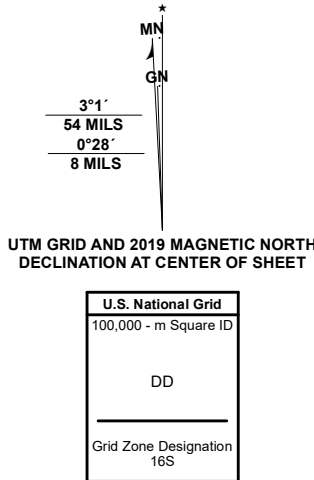 MN
GN
3°1´
54 MILS
0°28´
8 MILS
UTM GRID AND 2019 MAGNETIC NORTH
DECLINATION AT CENTER OF SHEET
U.S. National Grid
100,000 - m Square ID
DD
Grid Zone Designation
16S